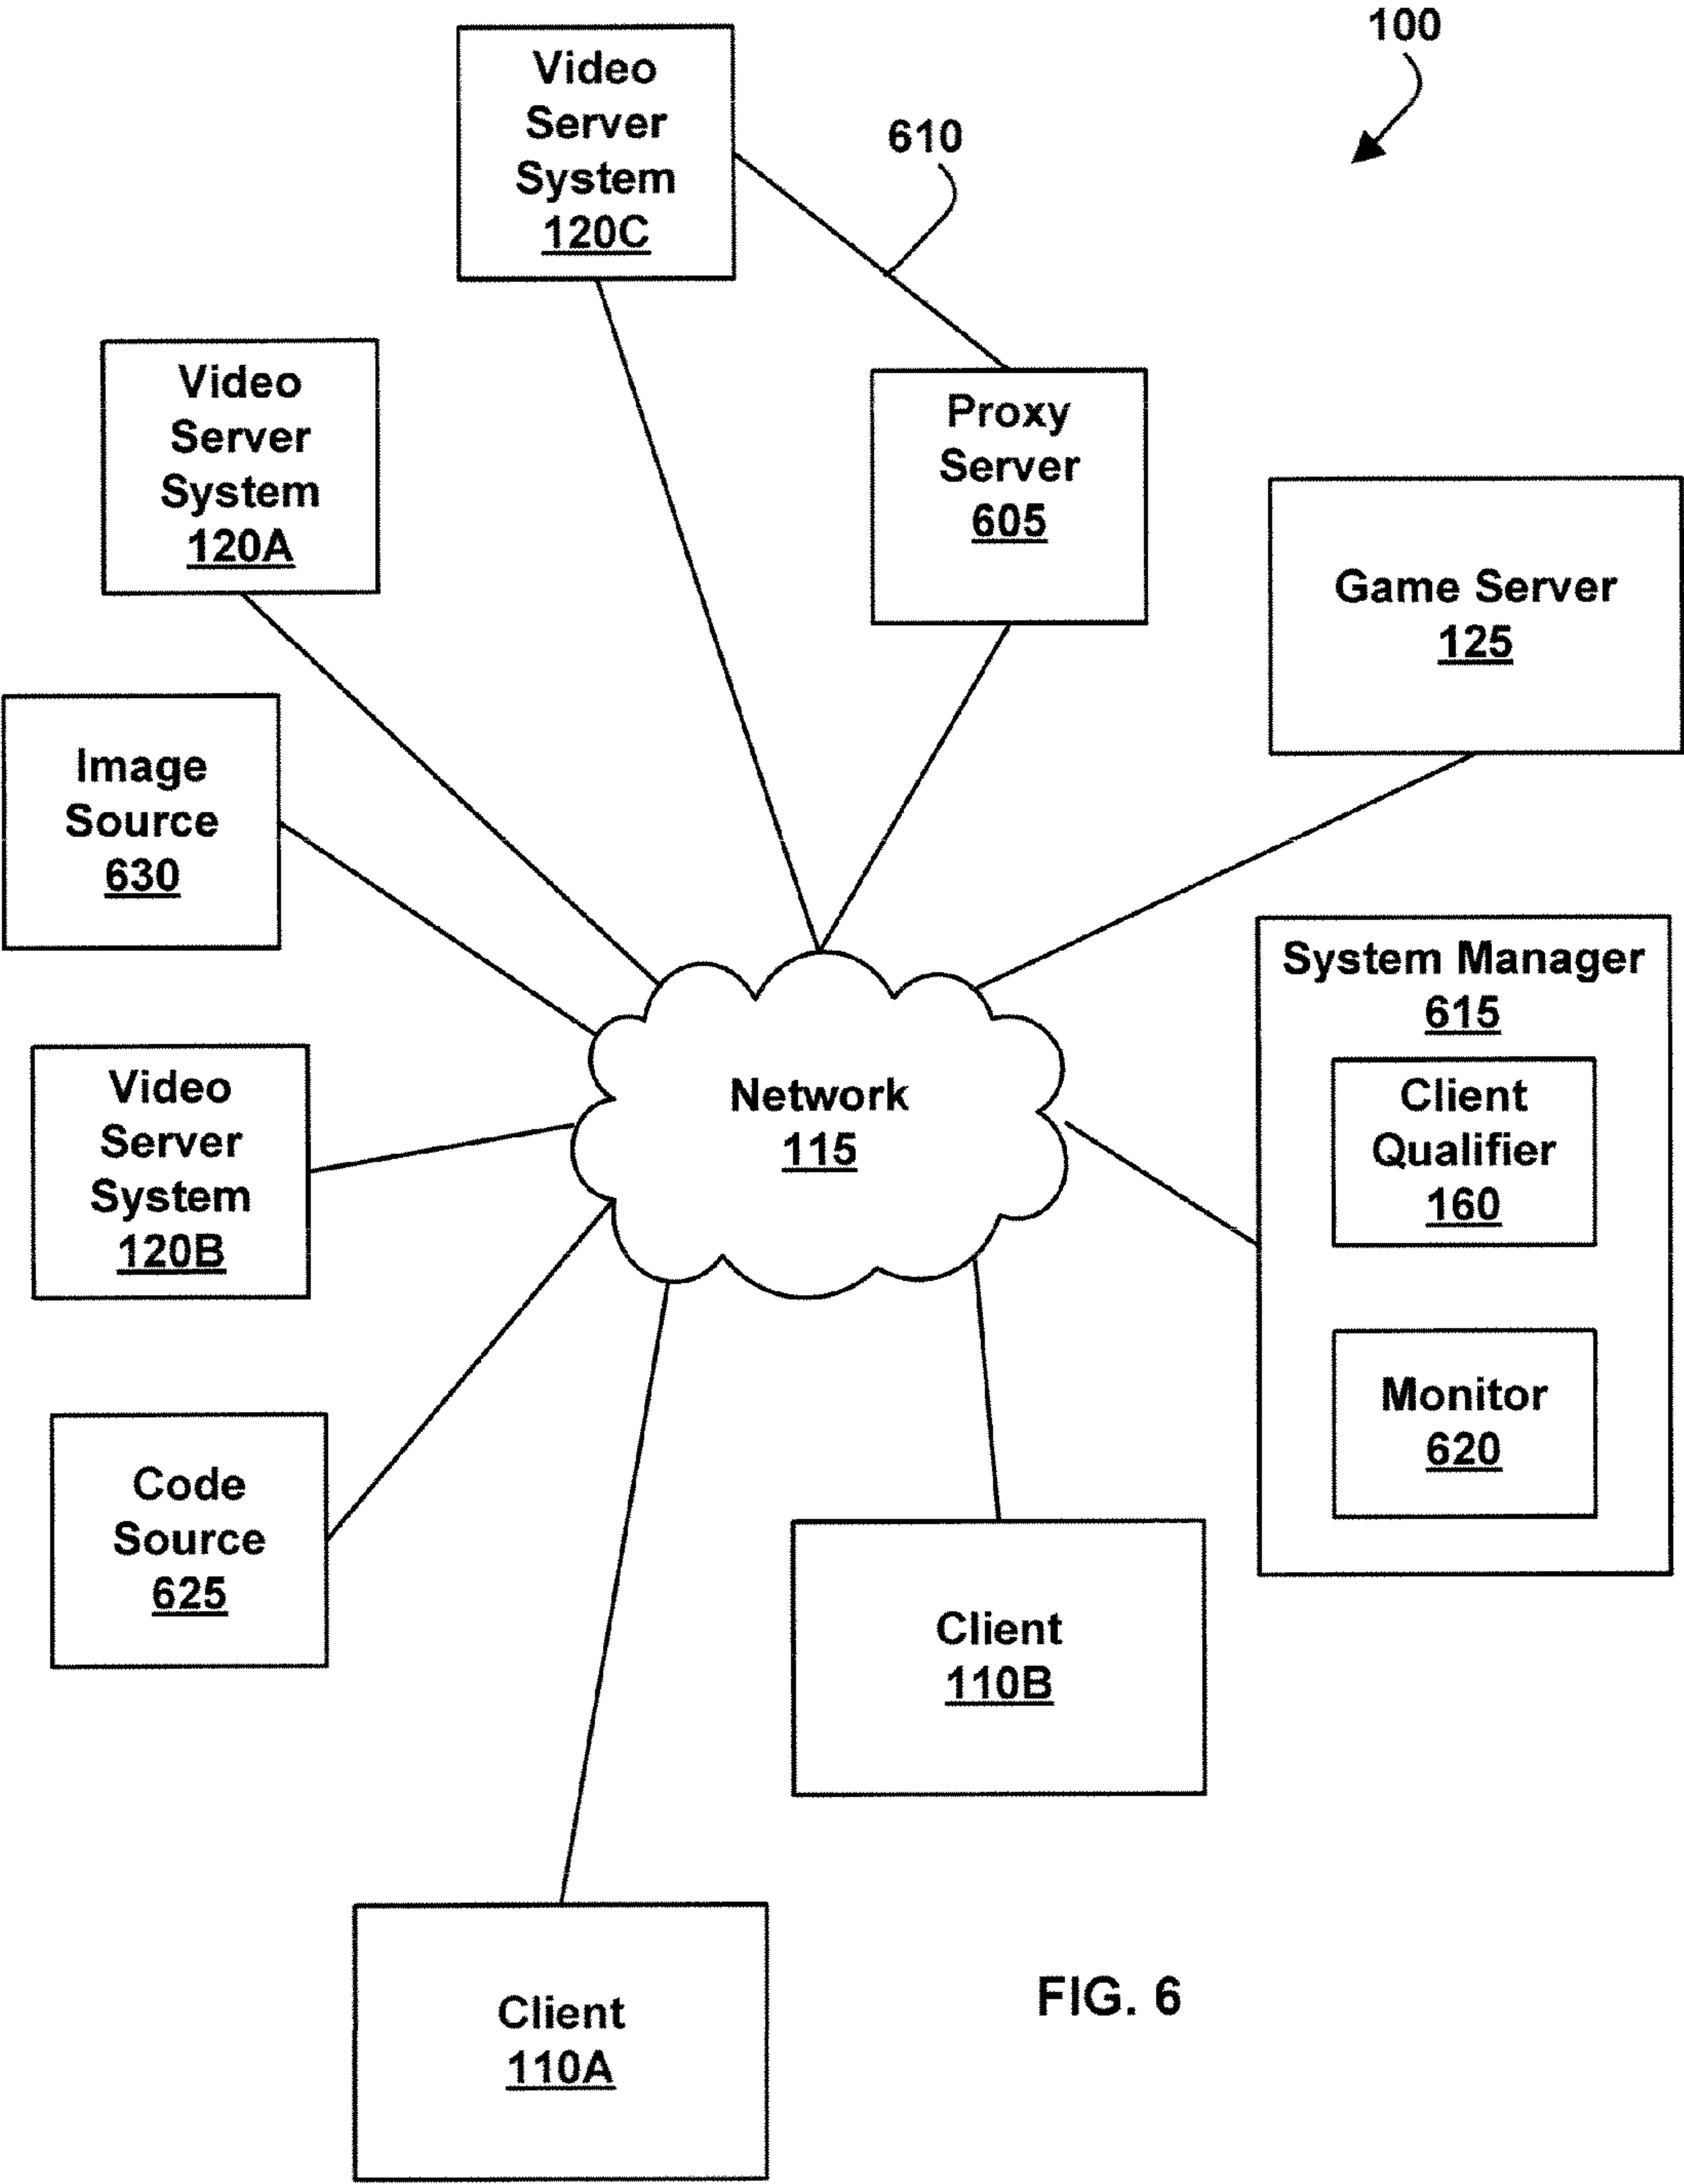 100
Video
Server
System
120C
610
Video
Server
System
120A
Proxy
Server
605
Game Server
125
Image
Source
630
System Manager
615
Client
Qualifier
160
Monitor
620
Network
115
Video
Server
System
120B
Code
Source
625
Client
110B
Client
110A
FIG. 6